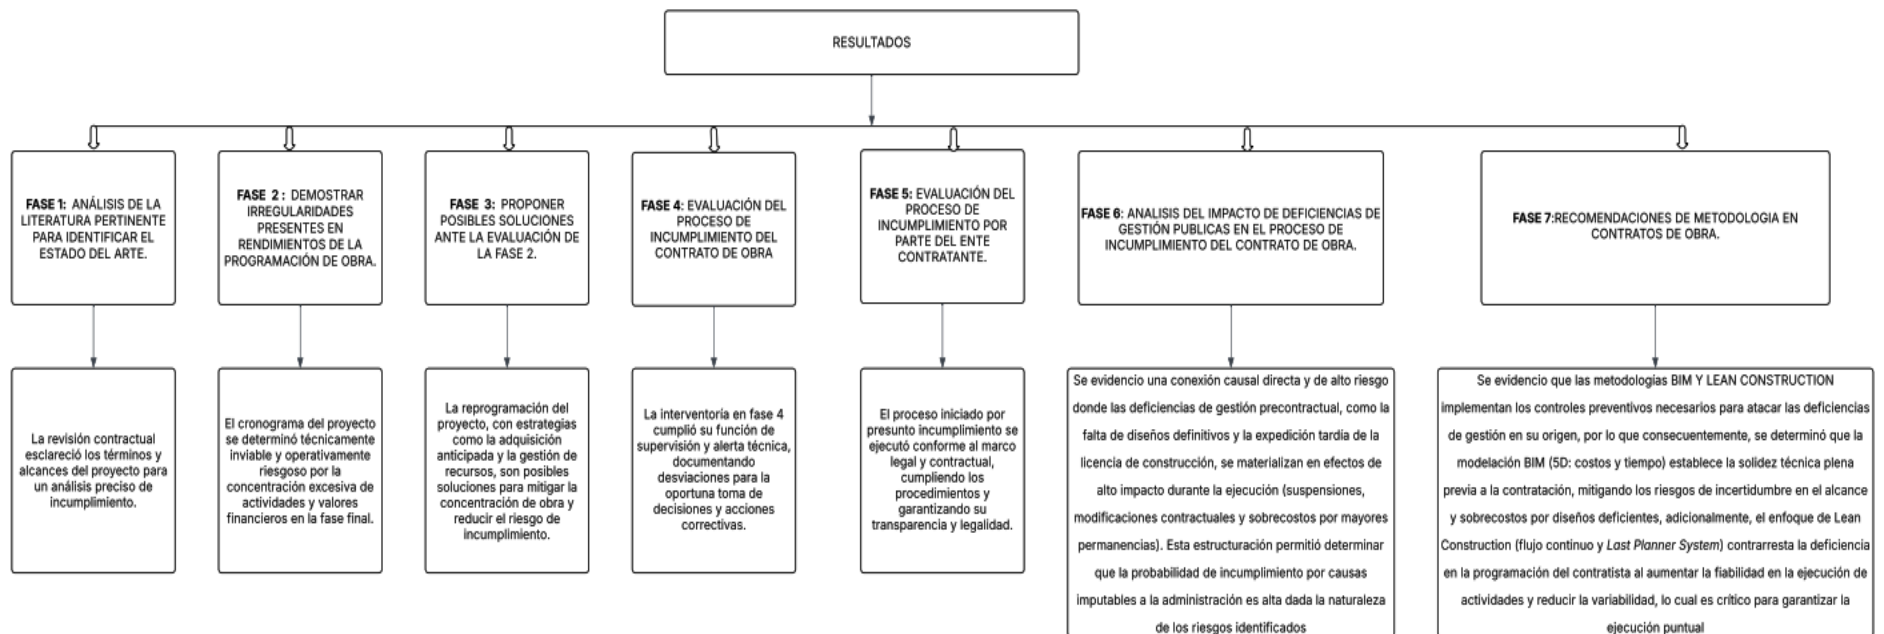 RESULTADOS
FASE 1: ANÁLISIS DE LA
LITERATURA PERTINENTE
PARA IDENTIFICAR EL
ESTADO DEL ARTE.
FASE 2 : DEMOSTRAR
IRREGULARIDADES
PRESENTES EN
RENDIMIENTOS DE LA
PROGRAMACIÓN DE OBRA.
FASE 3: PROPONER
POSIBLES SOLUCIONES
ANTE LA EVALUACIÓN DE
LA FASE 2.
FASE 4: EVALUACIÓN DEL
PROCESO DE
INCUMPLIMIENTO DEL
CONTRATO DE OBRA
FASE 5: EVALUACIÓN DEL
PROCESO DE
INCUMPLIMIENTO POR
PARTE DEL ENTE
CONTRATANTE.
FASE 6: ANALISIS DEL IMPACTO DE DEFICIENCIAS DE
GESTIÓN PUBLICAS EN EL PROCESO DE
INCUMPLIMIENTO DEL CONTRATO DE OBRA.
FASE 7:RECOMENDACIONES DE METODOLOGIA EN
CONTRATOS DE OBRA.
La revisión contractual
esclareció los términos y
alcances del proyecto para
un análisis preciso de
incumplimiento.
El cronograma del proyecto
se determinó técnicamente
inviable y operativamente
riesgoso por la
concentración excesiva de
actividades y valores
financieros en la fase final.
La reprogramación del
proyecto, con estrategias
como la adquisición
anticipada y la gestión de
recursos, son posibles
soluciones para mitigar la
concentración de obra y
reducir el riesgo de
incumplimiento.
La interventoría en fase 4
cumplió su función de
supervisión y alerta técnica,
documentando
desviaciones para la
oportuna toma de
decisiones y acciones
correctivas.
El proceso iniciado por
presunto incumplimiento se
ejecutó conforme al marco
legal y contractual,
cumpliendo los
procedimientos y
garantizando su
transparencia y legalidad.
Se evidencio una conexión causal directa y de alto riesgo
donde las deficiencias de gestión precontractual, como la
falta de diseños definitivos y la expedición tardía de la
licencia de construcción, se materializan en efectos de
alto impacto durante la ejecución (suspensiones,
modificaciones contractuales y sobrecostos por mayores
permanencias). Esta estructuración permitió determinar
que la probabilidad de incumplimiento por causas
imputables a la administración es alta dada la naturaleza
de los riesgos identificados
Se evidencio que las metodologías BIM Y LEAN CONSTRUCTION
implementan los controles preventivos necesarios para atacar las deficiencias
de gestión en su origen, por lo que consecuentemente, se determinó que la
modelación BIM (5D: costos y tiempo) establece la solidez técnica plena
previa a la contratación, mitigando los riesgos de incertidumbre en el alcance
y sobrecostos por diseños deficientes, adicionalmente, el enfoque de Lean
Construction (flujo continuo y Last Planner System) contrarresta la deficiencia
en la programación del contratista al aumentar la fiabilidad en la ejecución de
actividades y reducir la variabilidad, lo cual es crítico para garantizar la
ejecución puntual